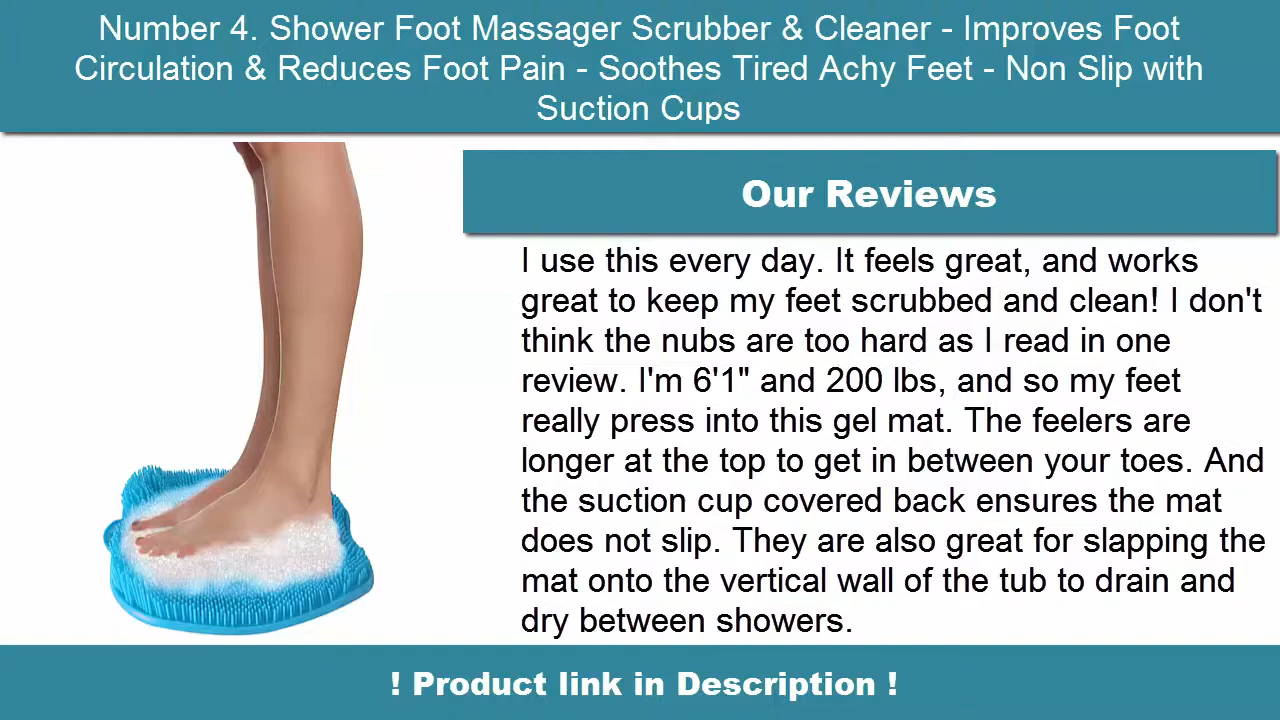 Number 4. Shower Foot Massager Scrubber & Cleaner - Improves Foot
Circulation & Reduces Foot Pain - Soothes Tired Achy Feet - Non Slip with
Suction Cups
Our Reviews
I use this every day. It feels great, and works
great to keep my feet scrubbed and clean! I don't
think the nubs are too hard as I read in one
review. I'm 6'1" and 200 lbs, and so my feet
really press into this gel mat. The feelers are
longer at the top to get in between your toes. And
the suction cup covered back ensures the mat
does not slip. They are also great for slapping the
mat onto the vertical wall of the tub to drain and
dry between showers.
! Product link in Description !